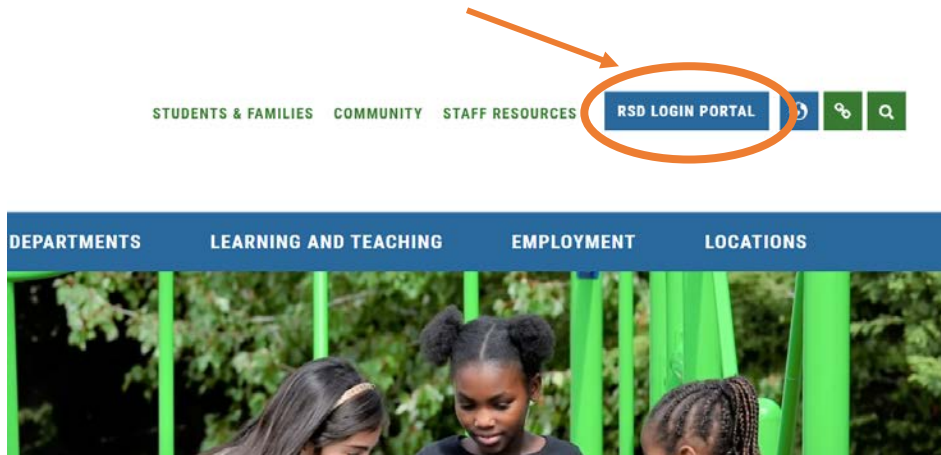 STUDENTS & FAMILIES COMMUNITY STAFF RESOURCES RSD LOGIN PORTAL
DEPARTMENTS LEARNING AND TEACHING EMPLOYMENT LOCATIONS